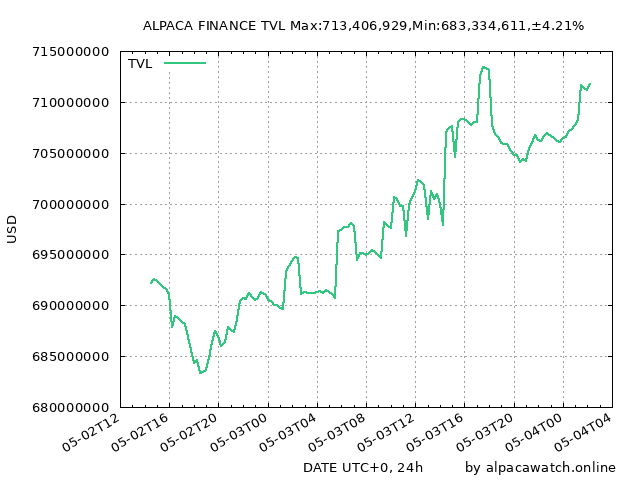 ALPACA FINANCE TVL Max:713,406,929,Min:683,334,611,±4.21%
TVL
715000000
710000000
705000000
700000000
695000000
690000000
685000000
680000000
USD
05-02T12
05-02T16
05-02T20
05-03T00
05-03T04
05-03T08
05-03T12
05-03T16
05-03T20
05-04T00
05-04T04
DATE UTC+0, 24h
by alpacawatch.online